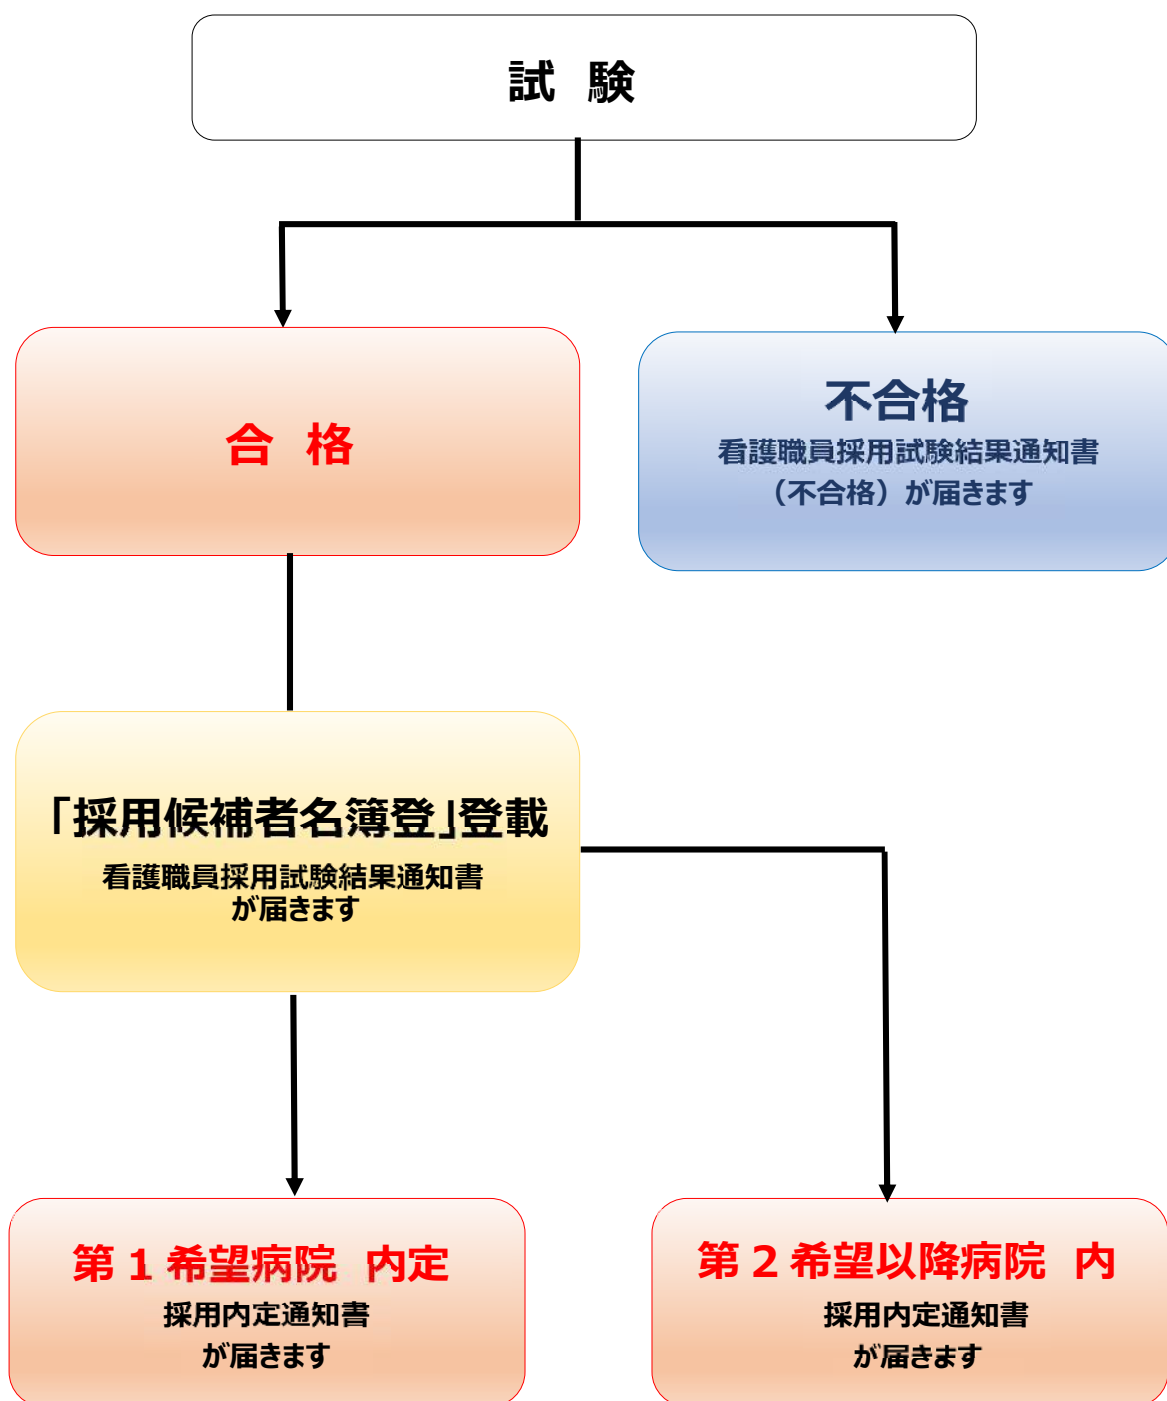 試　験
合　格
不合格
看護職員採用試験結果通知書
（不合格）が届きます
「採用候補者名簿登」登載
看護職員採用試験結果通知書
が届きます
第１希望病院　内定
採用内定通知書
が届きます
第２希望以降病院　内
採用内定通知書
が届きます